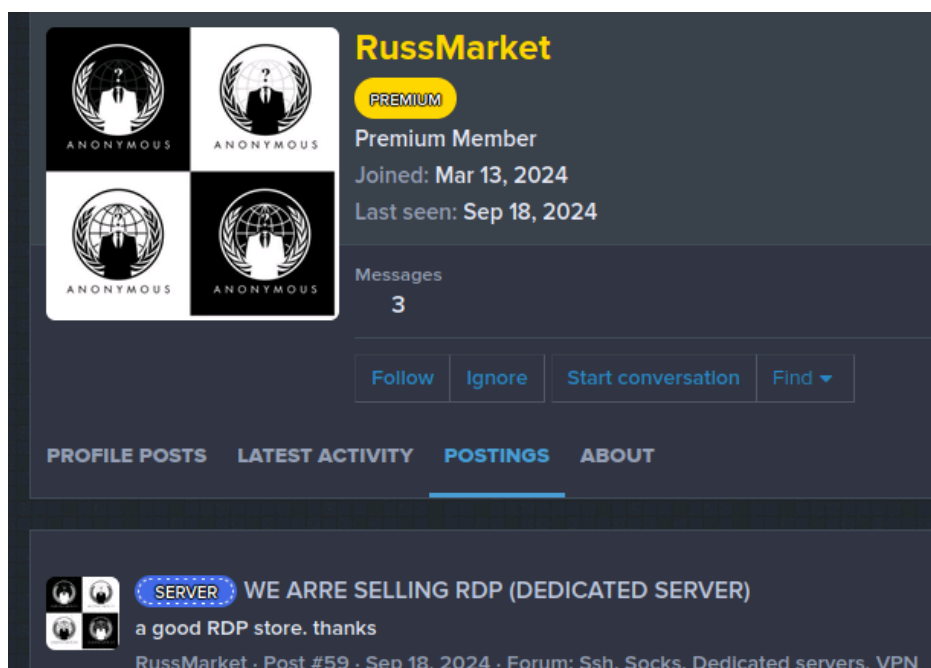 RussMarket
PREMIUM
Premium Member
Joined: Mar 13, 2024
Last seen: Sep 18, 2024
?
ANONYMOUS
?
ANONYMOUS
?
ANONYMOUS
?
ANONYMOUS
Messages
3
Follow Ignore Start conversation Find
PROFILE POSTS LATEST ACTIVITY POSTINGS ABOUT
SERVER WE ARRE SELLING RDP (DEDICATED SERVER)
a good RDP store. thanks
RussMarket · Post #59 · Sep 18, 2024 · Forum: Ssh, Socks, Dedicated servers, VPN